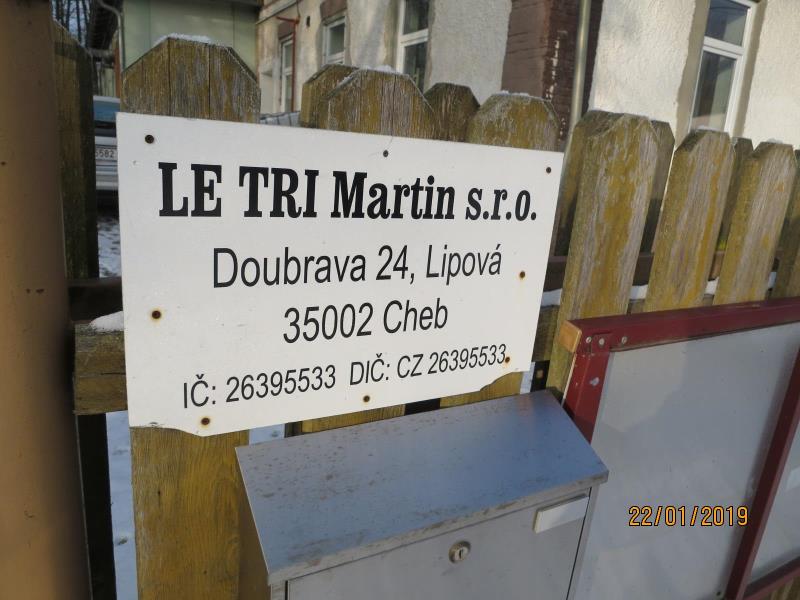 LE TRI Martin s.r.o.
Doubrava 24, Lipová
35002 Cheb
IČ: 26395533 DIČ: CZ 26395533
22/01/2019